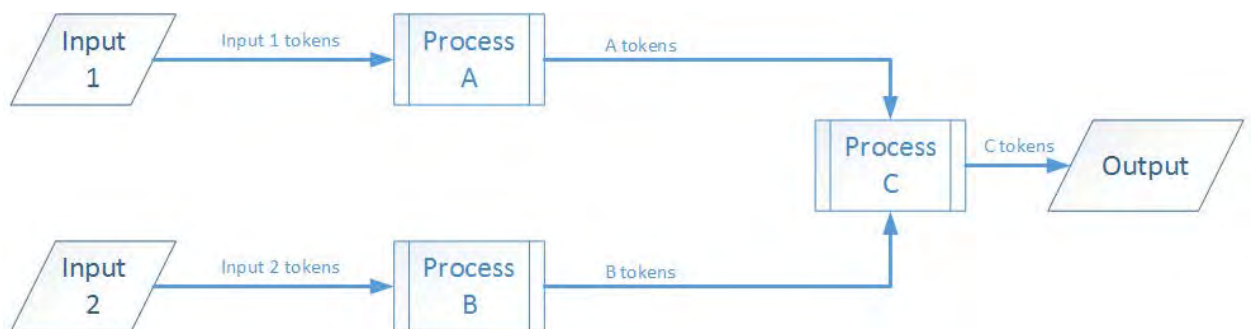 Input
1
Input 1 tokens
Process
A
A tokens
Process
C
C tokens
Output
Input
2
Input 2 tokens
Process
B
B tokens